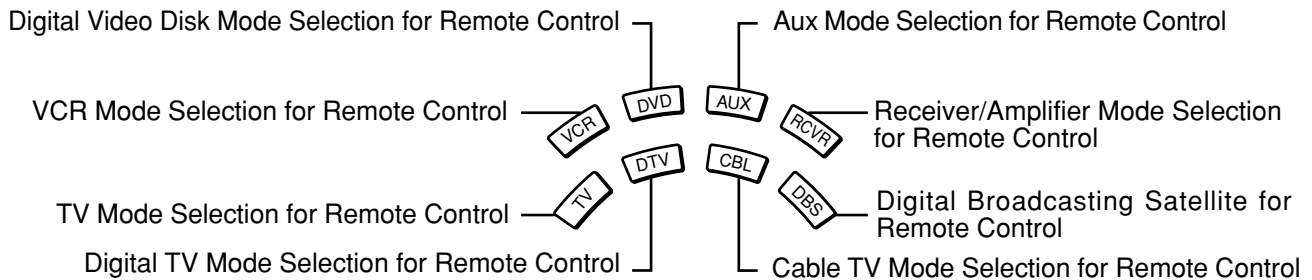 Digital Video Disk Mode Selection for Remote Control
Aux Mode Selection for Remote Control
DVD
AUX
VCR Mode Selection for Remote Control
VCR
RCVR
Receiver/Amplifier Mode Selection
for Remote Control
DTV
CBL
TV Mode Selection for Remote Control
TV
DBS
Digital Broadcasting Satellite for
Remote Control
Digital TV Mode Selection for Remote Control
Cable TV Mode Selection for Remote Control